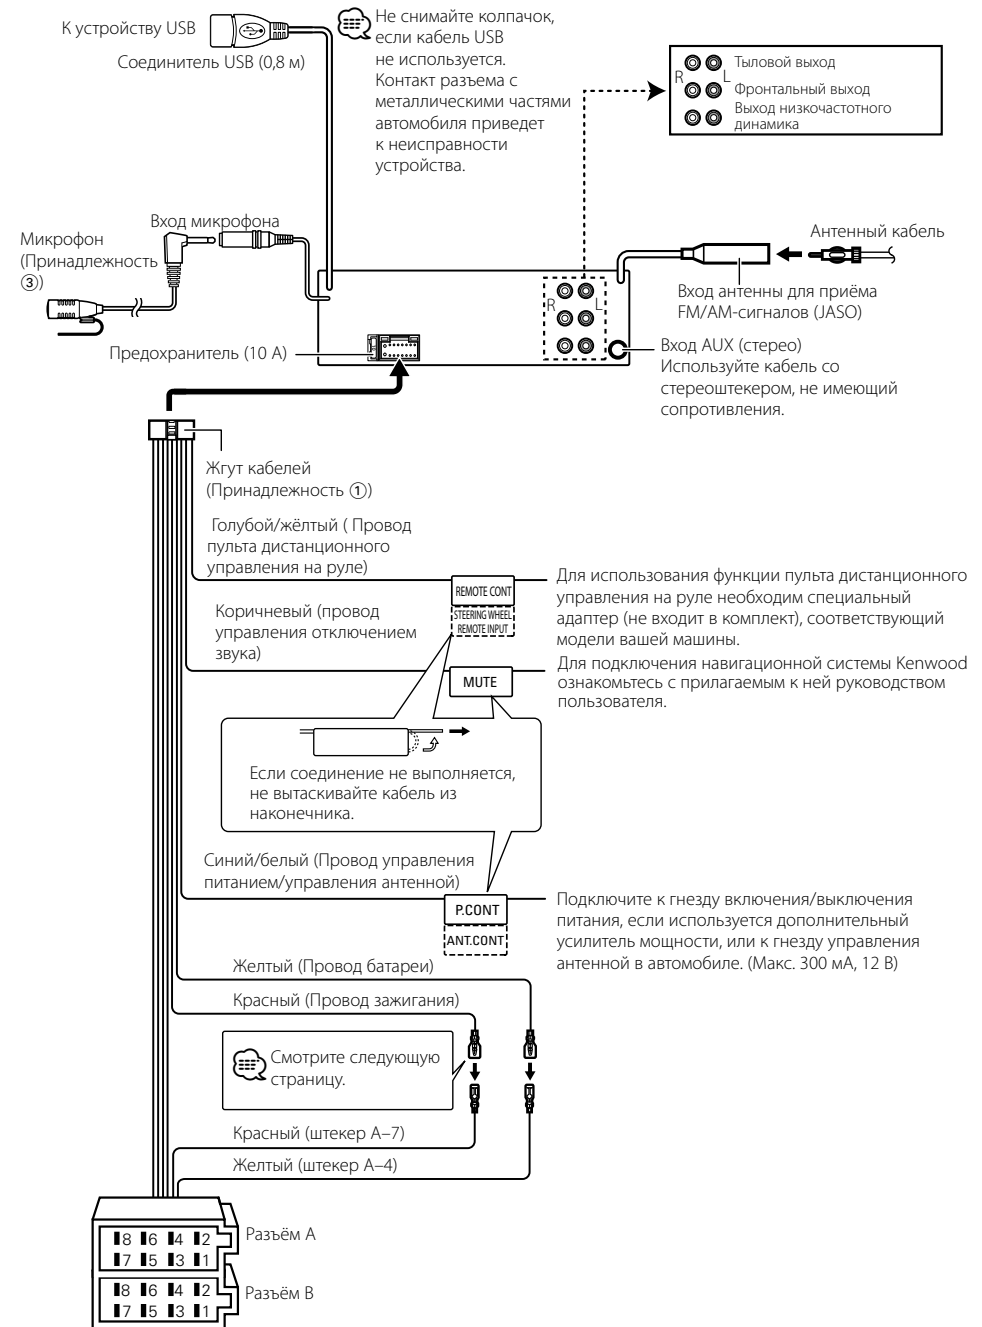 К устройству USB
Соединитель USB (0,8 м)
Не снимайте колпачок,
если кабель USB
не используется.
Контакт разъема с
металлическими частями
автомобиля приведет
к неисправности
устройства.
R
L
Тыловой выход
Фронтальный выход
Выход низкочастотного
динамика
Вход микрофона
Микрофон
(Принадлежность
③)
Антенный кабель
Вход антенны для приёма
FM/AM-сигналов (JASO)
R
L
Предохранитель (10 А)
Вход AUX (стерео)
Используйте кабель со
стереоштекером, не имеющий
сопротивления.
Жгут кабелей
(Принадлежность ①)
Голубой/жёлтый ( Провод
пульта дистанционного
управления на руле)
REMOTE CONT
STEERING WHEEL
REMOTE INPUT
Для использования функции пульта дистанционного
управления на руле необходим специальный
адаптер (не входит в комплект), соответствующий
модели вашей машины.
Коричневый (провод
управления отключением
звука)
MUTE
Для подключения навигационной системы Kenwood
ознакомьтесь с прилагаемым к ней руководством
пользователя.
Если соединение не выполняется,
не вытаскивайте кабель из
наконечника.
Синий/белый (Провод управления
питанием/управления антенной)
P.CONT
ANT.CONT
Подключите к гнезду включения/выключения
питания, если используется дополнительный
усилитель мощности, или к гнезду управления
антенной в автомобиле. (Макс. 300 мА, 12 В)
Желтый (Провод батареи)
Красный (Провод зажигания)
Смотрите следующую
страницу.
Красный (штекер А–7)
Желтый (штекер А–4)
Разъём А
8 6 4 2
7 5 3 1
Разъём В
8 6 4 2
7 5 3 1